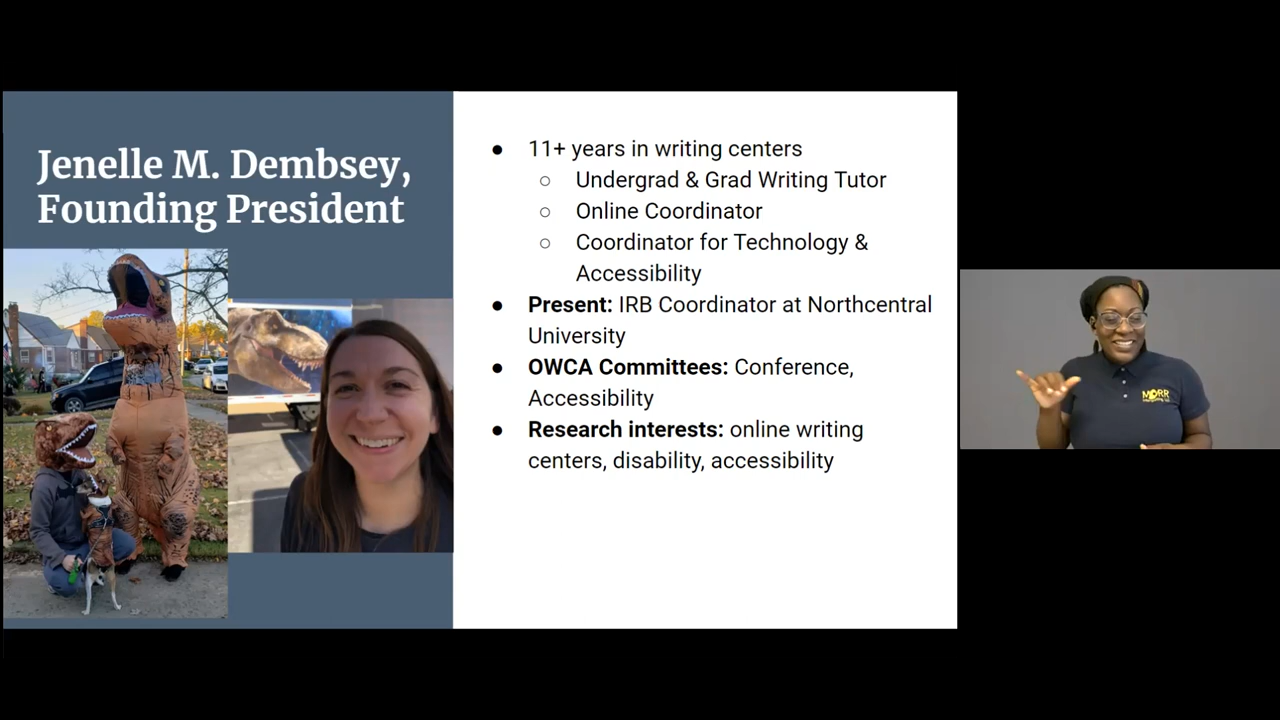 Jenelle M. Dembsey,
Founding President
● 11+ years in writing centers
○ Undergrad & Grad Writing Tutor
○ Online Coordinator
○ Coordinator for Technology &
Accessibility
● Present: IRB Coordinator at Northcentral
University
● OWCA Committees: Conference,
Accessibility
● Research interests: online writing
centers, disability, accessibility
MORR